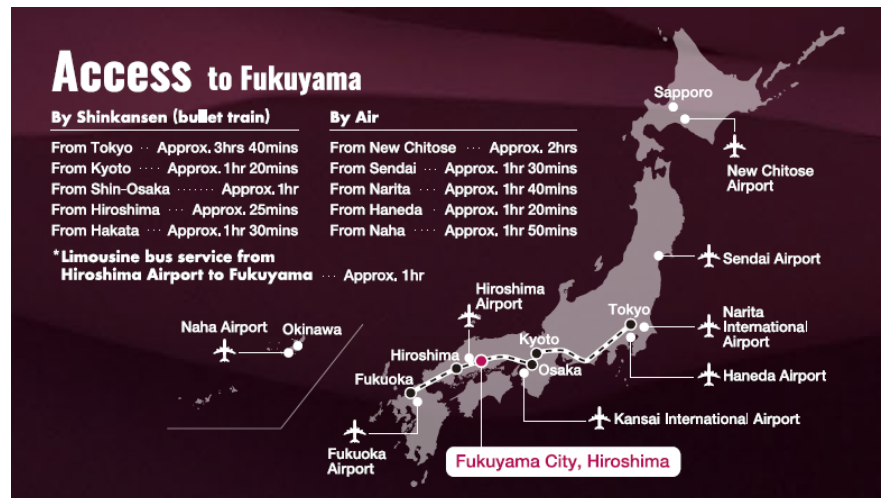 Access to Fukuyama
By Shinkansen (bullet train)
From Tokyo ·· Approx. 3hrs 40mins
From Kyoto ···· Approx. 1hr 20mins
From Shin-Osaka ······· Approx. 1hr
From Hiroshima ··· Approx. 25mins
From Hakata ·· Approx. 1hr 30mins
*Limousine bus service from
Hiroshima Airport to Fukuyama ··· Approx. 1hr
By Air
From New Chitose ··· Approx. 2hrs
From Sendai ··· Approx. 1hr 30mins
From Narita ···· Approx. 1hr 40mins
From Haneda · Approx. 1hr 20mins
From Naha ···· Approx. 1hr 50mins
Sapporo
New Chitose
Airport
Sendai Airport
Hiroshima
Airport
Tokyo
Narita
International
Airport
Naha Airport
Okinawa
Kyoto
Hiroshima
Osaka
Haneda Airport
Fukuoka
Kansai International Airport
Fukuoka
Airport
Fukuyama City, Hiroshima